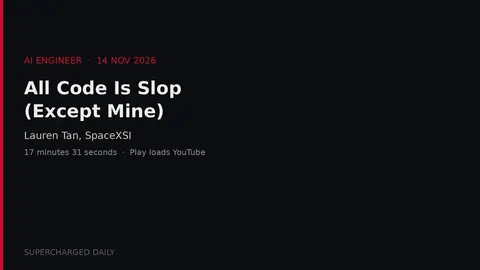 AI ENGINEER · 14 NOV 2026
All Code Is Slop
(Except Mine)
Lauren Tan, SpaceXSI
17 minutes 31 seconds · Play loads YouTube
SUPERCHARGED DAILY